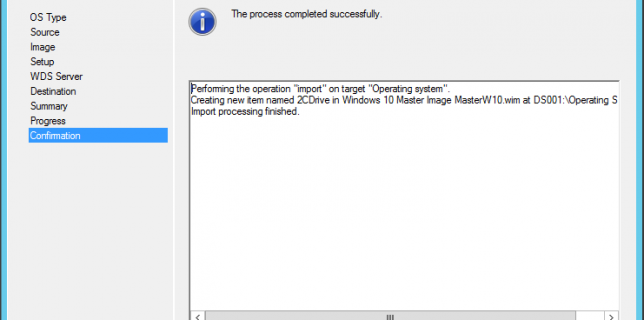 OS Type
Source
Image
Setup
WDS Server
Destination
Summary
Progress
Confirmation
The process completed successfully.
Performing the operation "import" on target "Operating system".
Creating new item named 2CDrive in Windows 10 Master Image MasterW10.wim at DS001:\Operating S
Import processing finished.